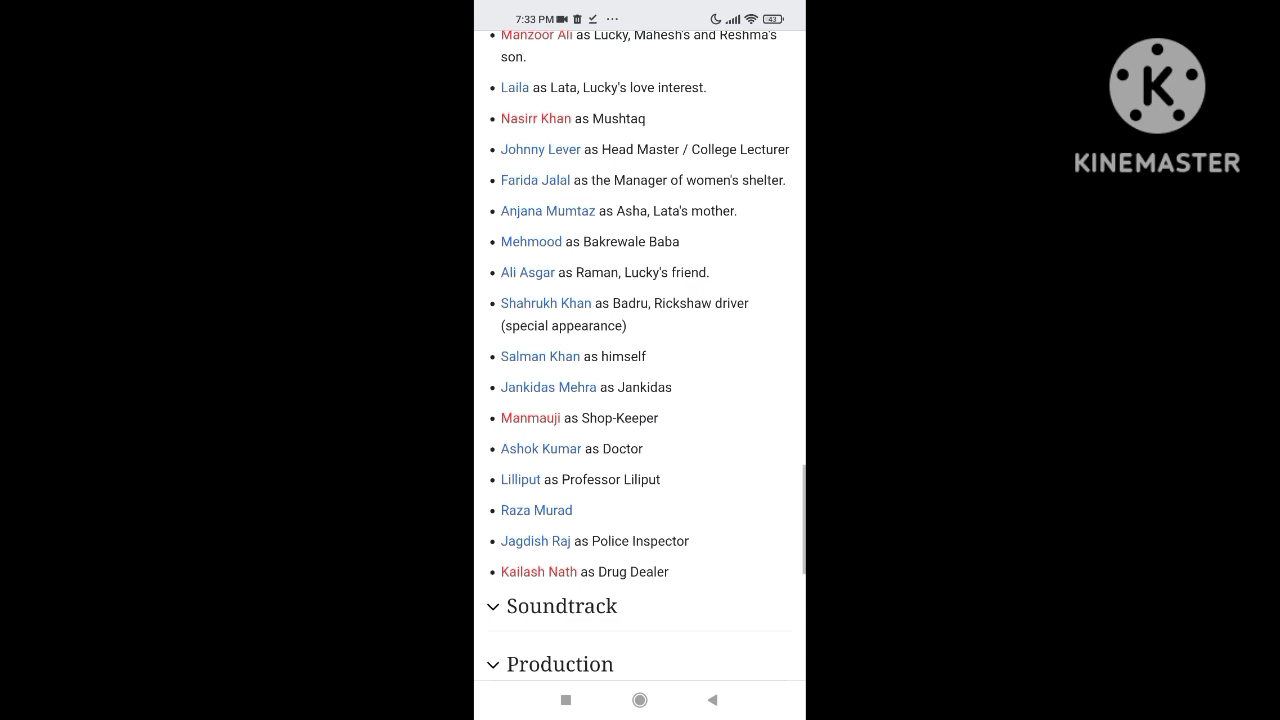 7:33 PM
43
Manzoor Ali as Lucky, Mahesh's and Reshma's
son.
Laila as Lata, Lucky's love interest.
Nasirr Khan as Mushtaq
Johnny Lever as Head Master / College Lecturer
Farida Jalal as the Manager of women's shelter.
Anjana Mumtaz as Asha, Lata's mother.
Mehmood as Bakrewale Baba
Ali Asgar as Raman, Lucky's friend.
Shahrukh Khan as Badru, Rickshaw driver
(special appearance)
Salman Khan as himself
Jankidas Mehra as Jankidas
Manmauji as Shop-Keeper
Ashok Kumar as Doctor
Lilliput as Professor Liliput
Raza Murad
Jagdish Raj as Police Inspector
Kailash Nath as Drug Dealer
Soundtrack
Production
K
KINEMASTER